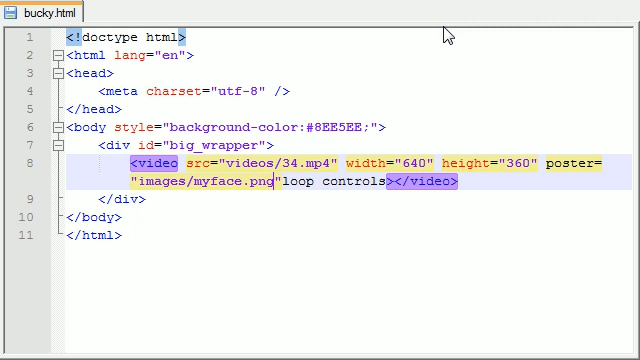 bucky.html
1 <!doctype html>
2 <html lang="en">
3 <head>
4 <meta charset="utf-8" />
5 </head>
6 <body style="background-color:#8EE5EE;">
7 <div id="big_wrapper">
8 <video src="videos/34.mp4" width="640" height="360" poster=
"images/myface.png"loop controls></video>
9 </div>
10 </body>
11 </html>